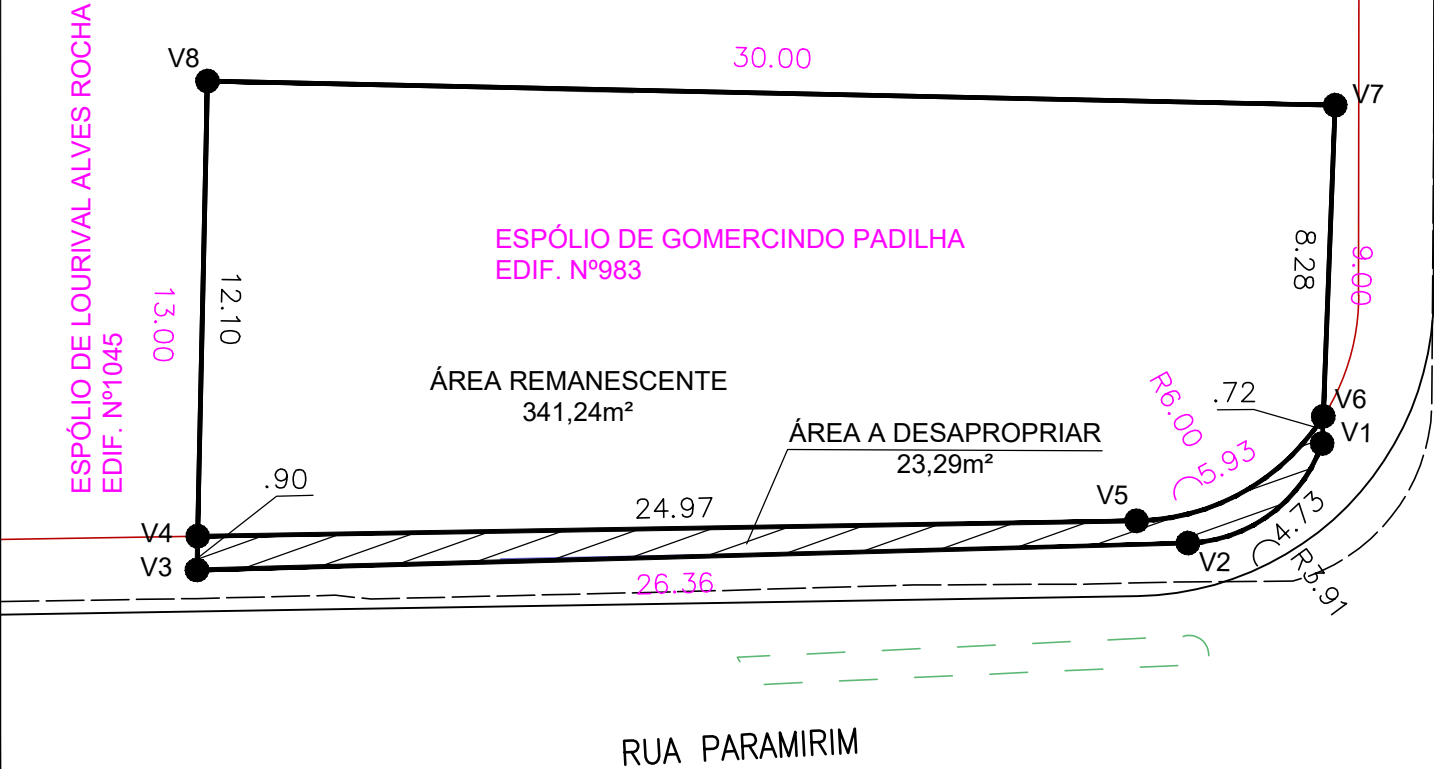 ESPÓLIO DE LOURIVAL ALVES ROCHA
EDIF. Nº1045
V8
30.00
V7
ESPÓLIO DE GOMERCINDO PADILHA
EDIF. Nº983
8.28
9.00
13.00
12.10
ÁREA REMANESCENTE
341,24m²
R6.00
.72
V6
V1
ÁREA A DESAPROPRIAR
23,29m²
5.93
.90
V5
24.97
4.73
V4
V3
V2
26.36
R3.91
RUA PARAMIRIM